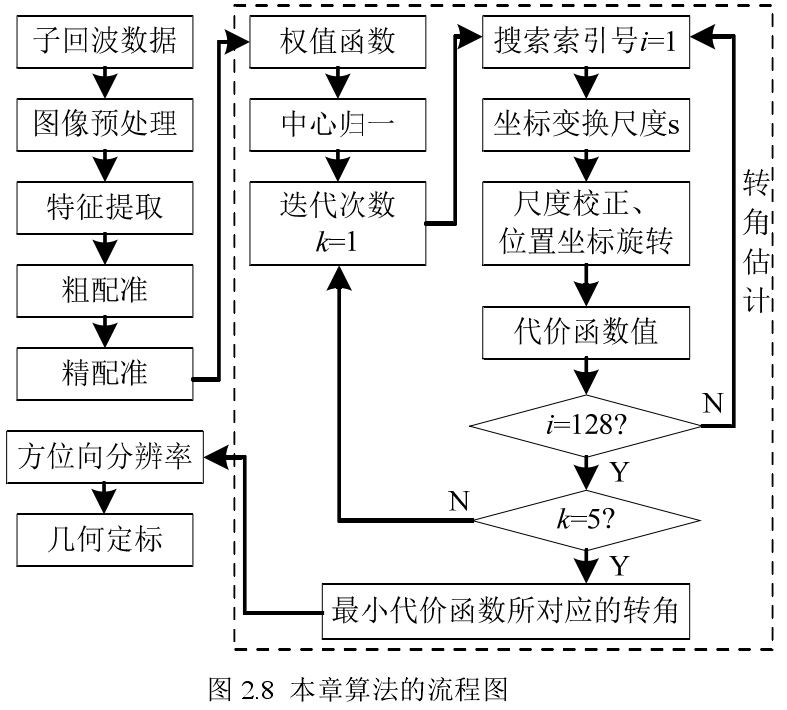 子回波数据
图像预处理
特征提取
粗配准
精配准
权值函数
中心归一
迭代次数
k=1
搜索索引号i=1
坐标变换尺度s
尺度校正、
位置坐标旋转
代价函数值
i=128?
N
Y
k=5?
N
Y
最小代价函数所对应的转角
转角估计
方位向分辨率
几何定标
图 2.8 本章算法的流程图